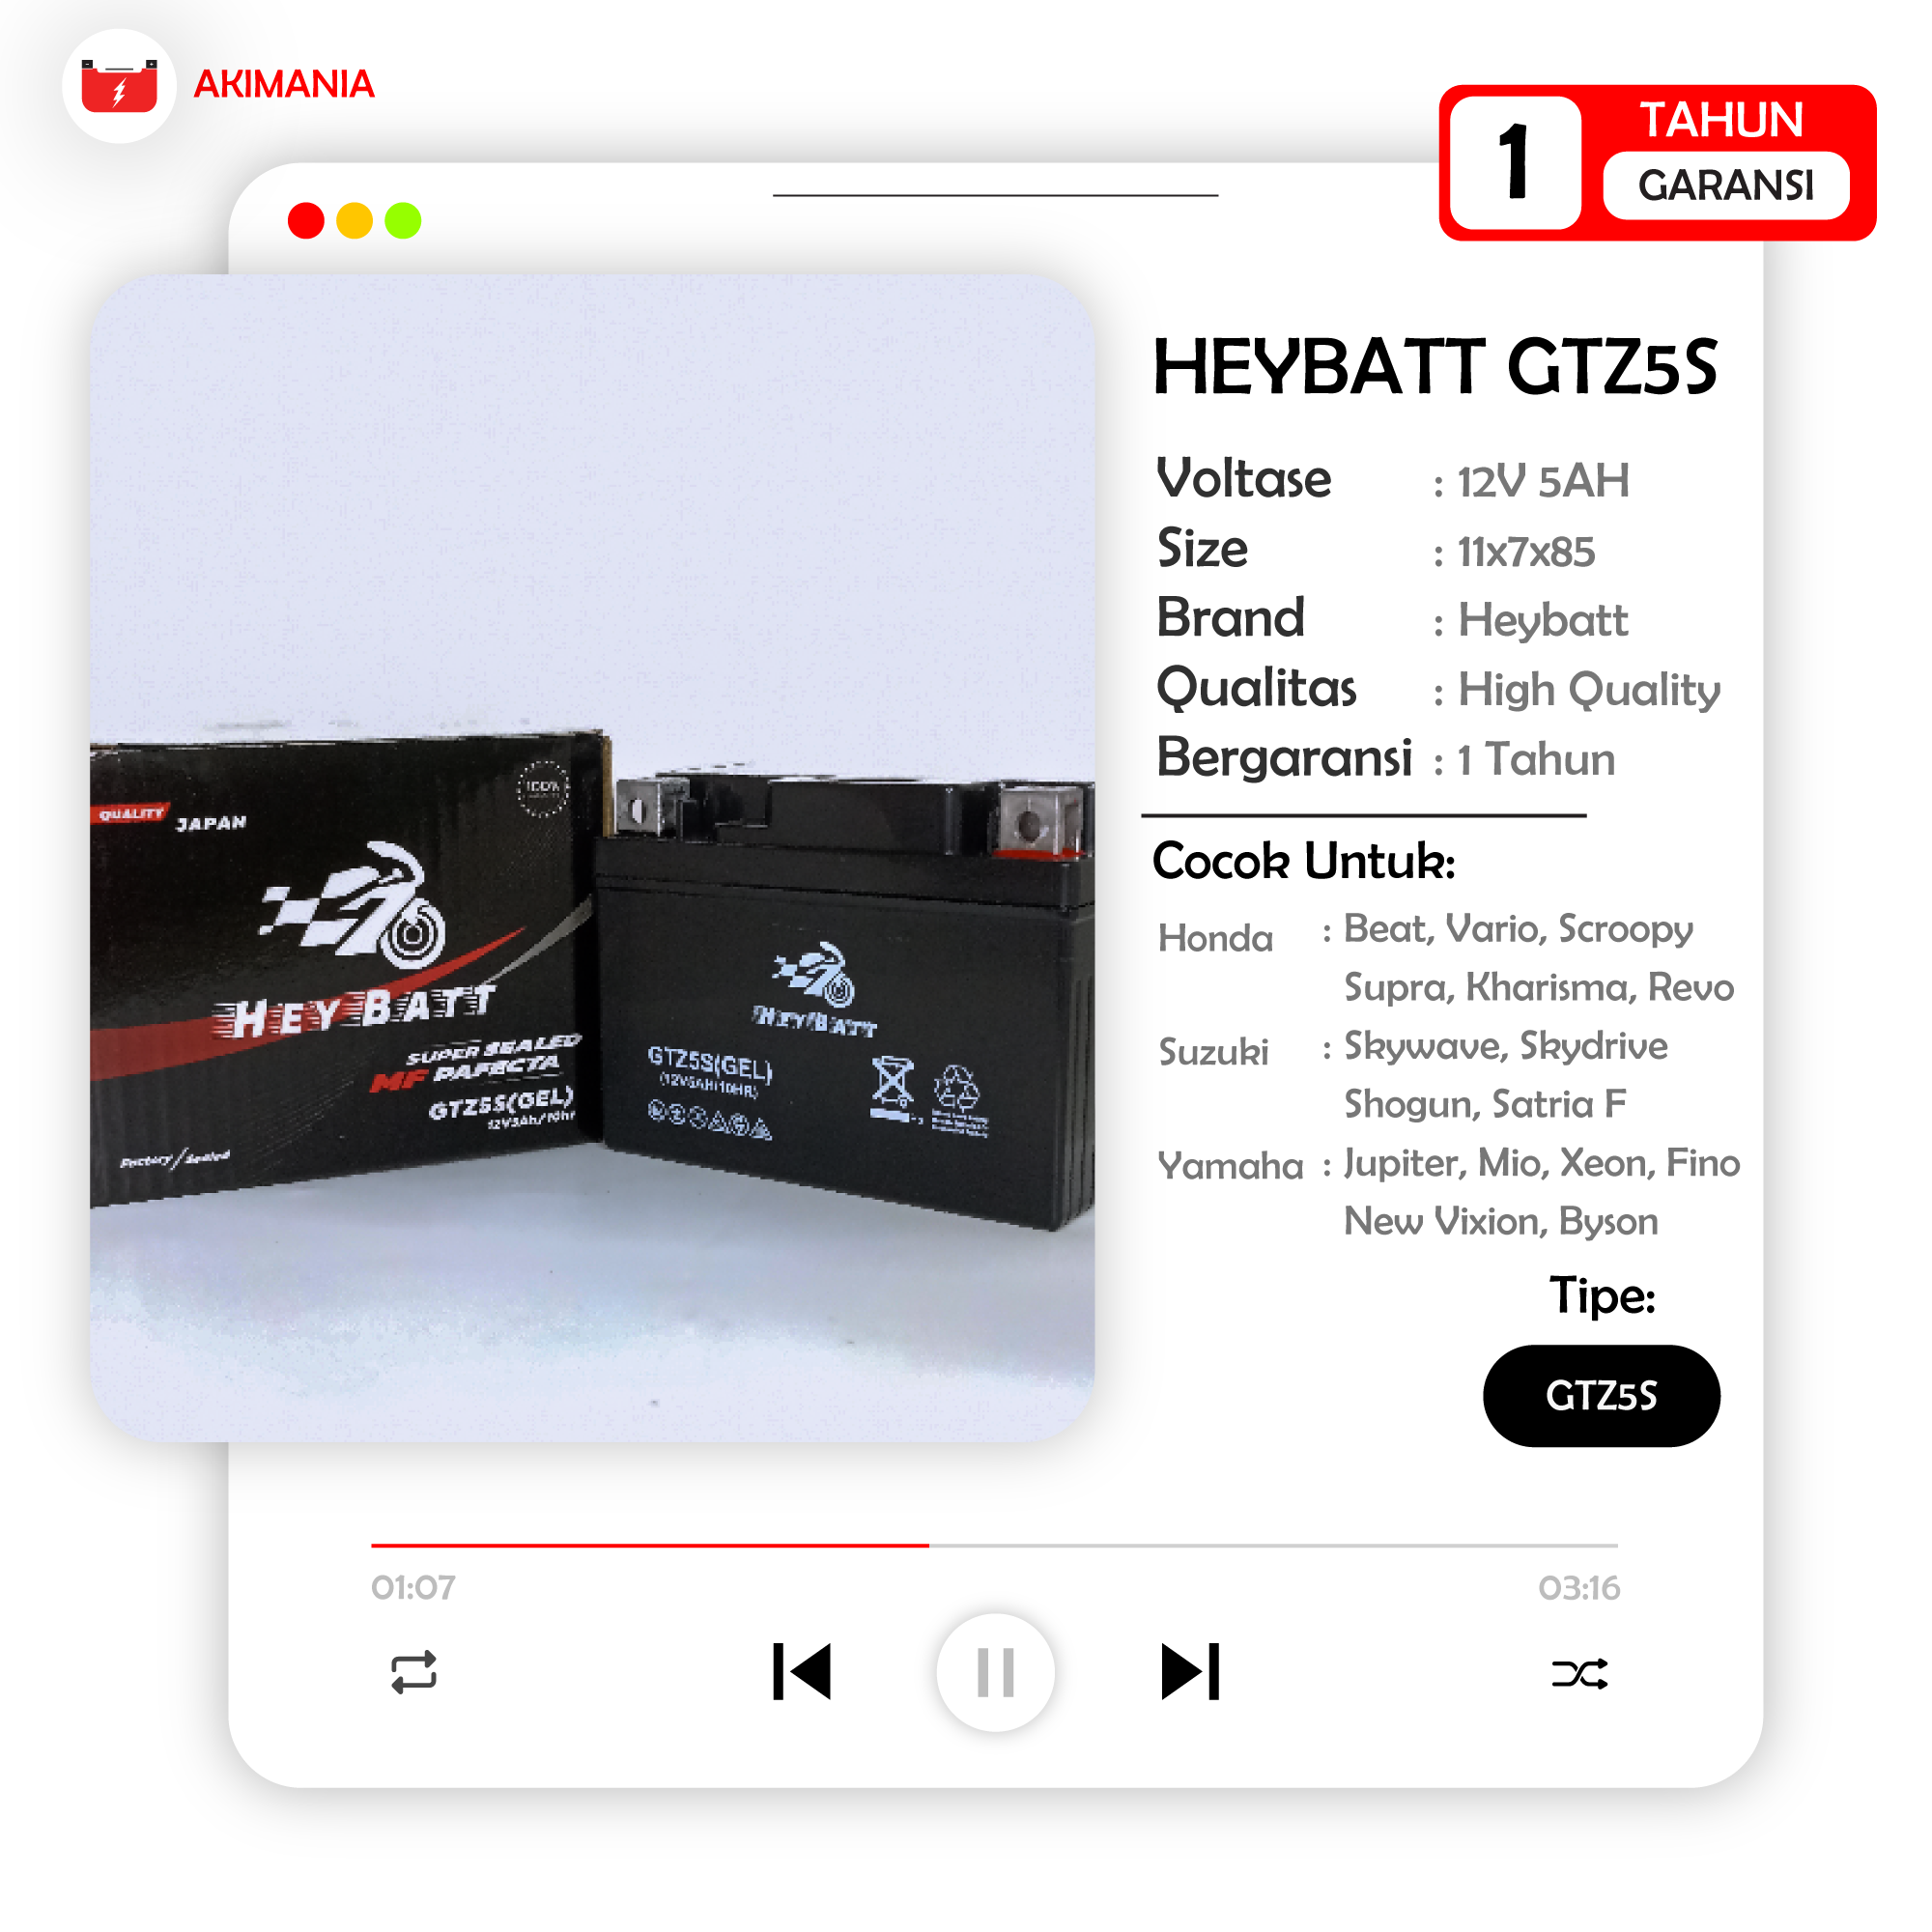 AKIMANIA
1
TAHUN
GARANSI
HEYBATT GTZ5S
Voltase : 12V 5AH
Size : 11x7x85
Brand : Heybatt
Qualitas : High Quality
Bergaransi : 1 Tahun
Cocok Untuk:
Honda : Beat, Vario, Scroopy
Supra, Kharisma, Revo
Suzuki : Skywave, Skydrive
Shogun, Satria F
Yamaha : Jupiter, Mio, Xeon, Fino
New Vixion, Byson
Tipe:
GTZ5S
QUALITY JAPAN
100%
HEY BATT
SUPER SEALED
MF PAFECTA
GTZ5S(GEL)
12V5Ah/10hr
Factory/Sealed
HEY BATT
GTZ5S(GEL)
(12V5AH/10HR)
01:07
03:16